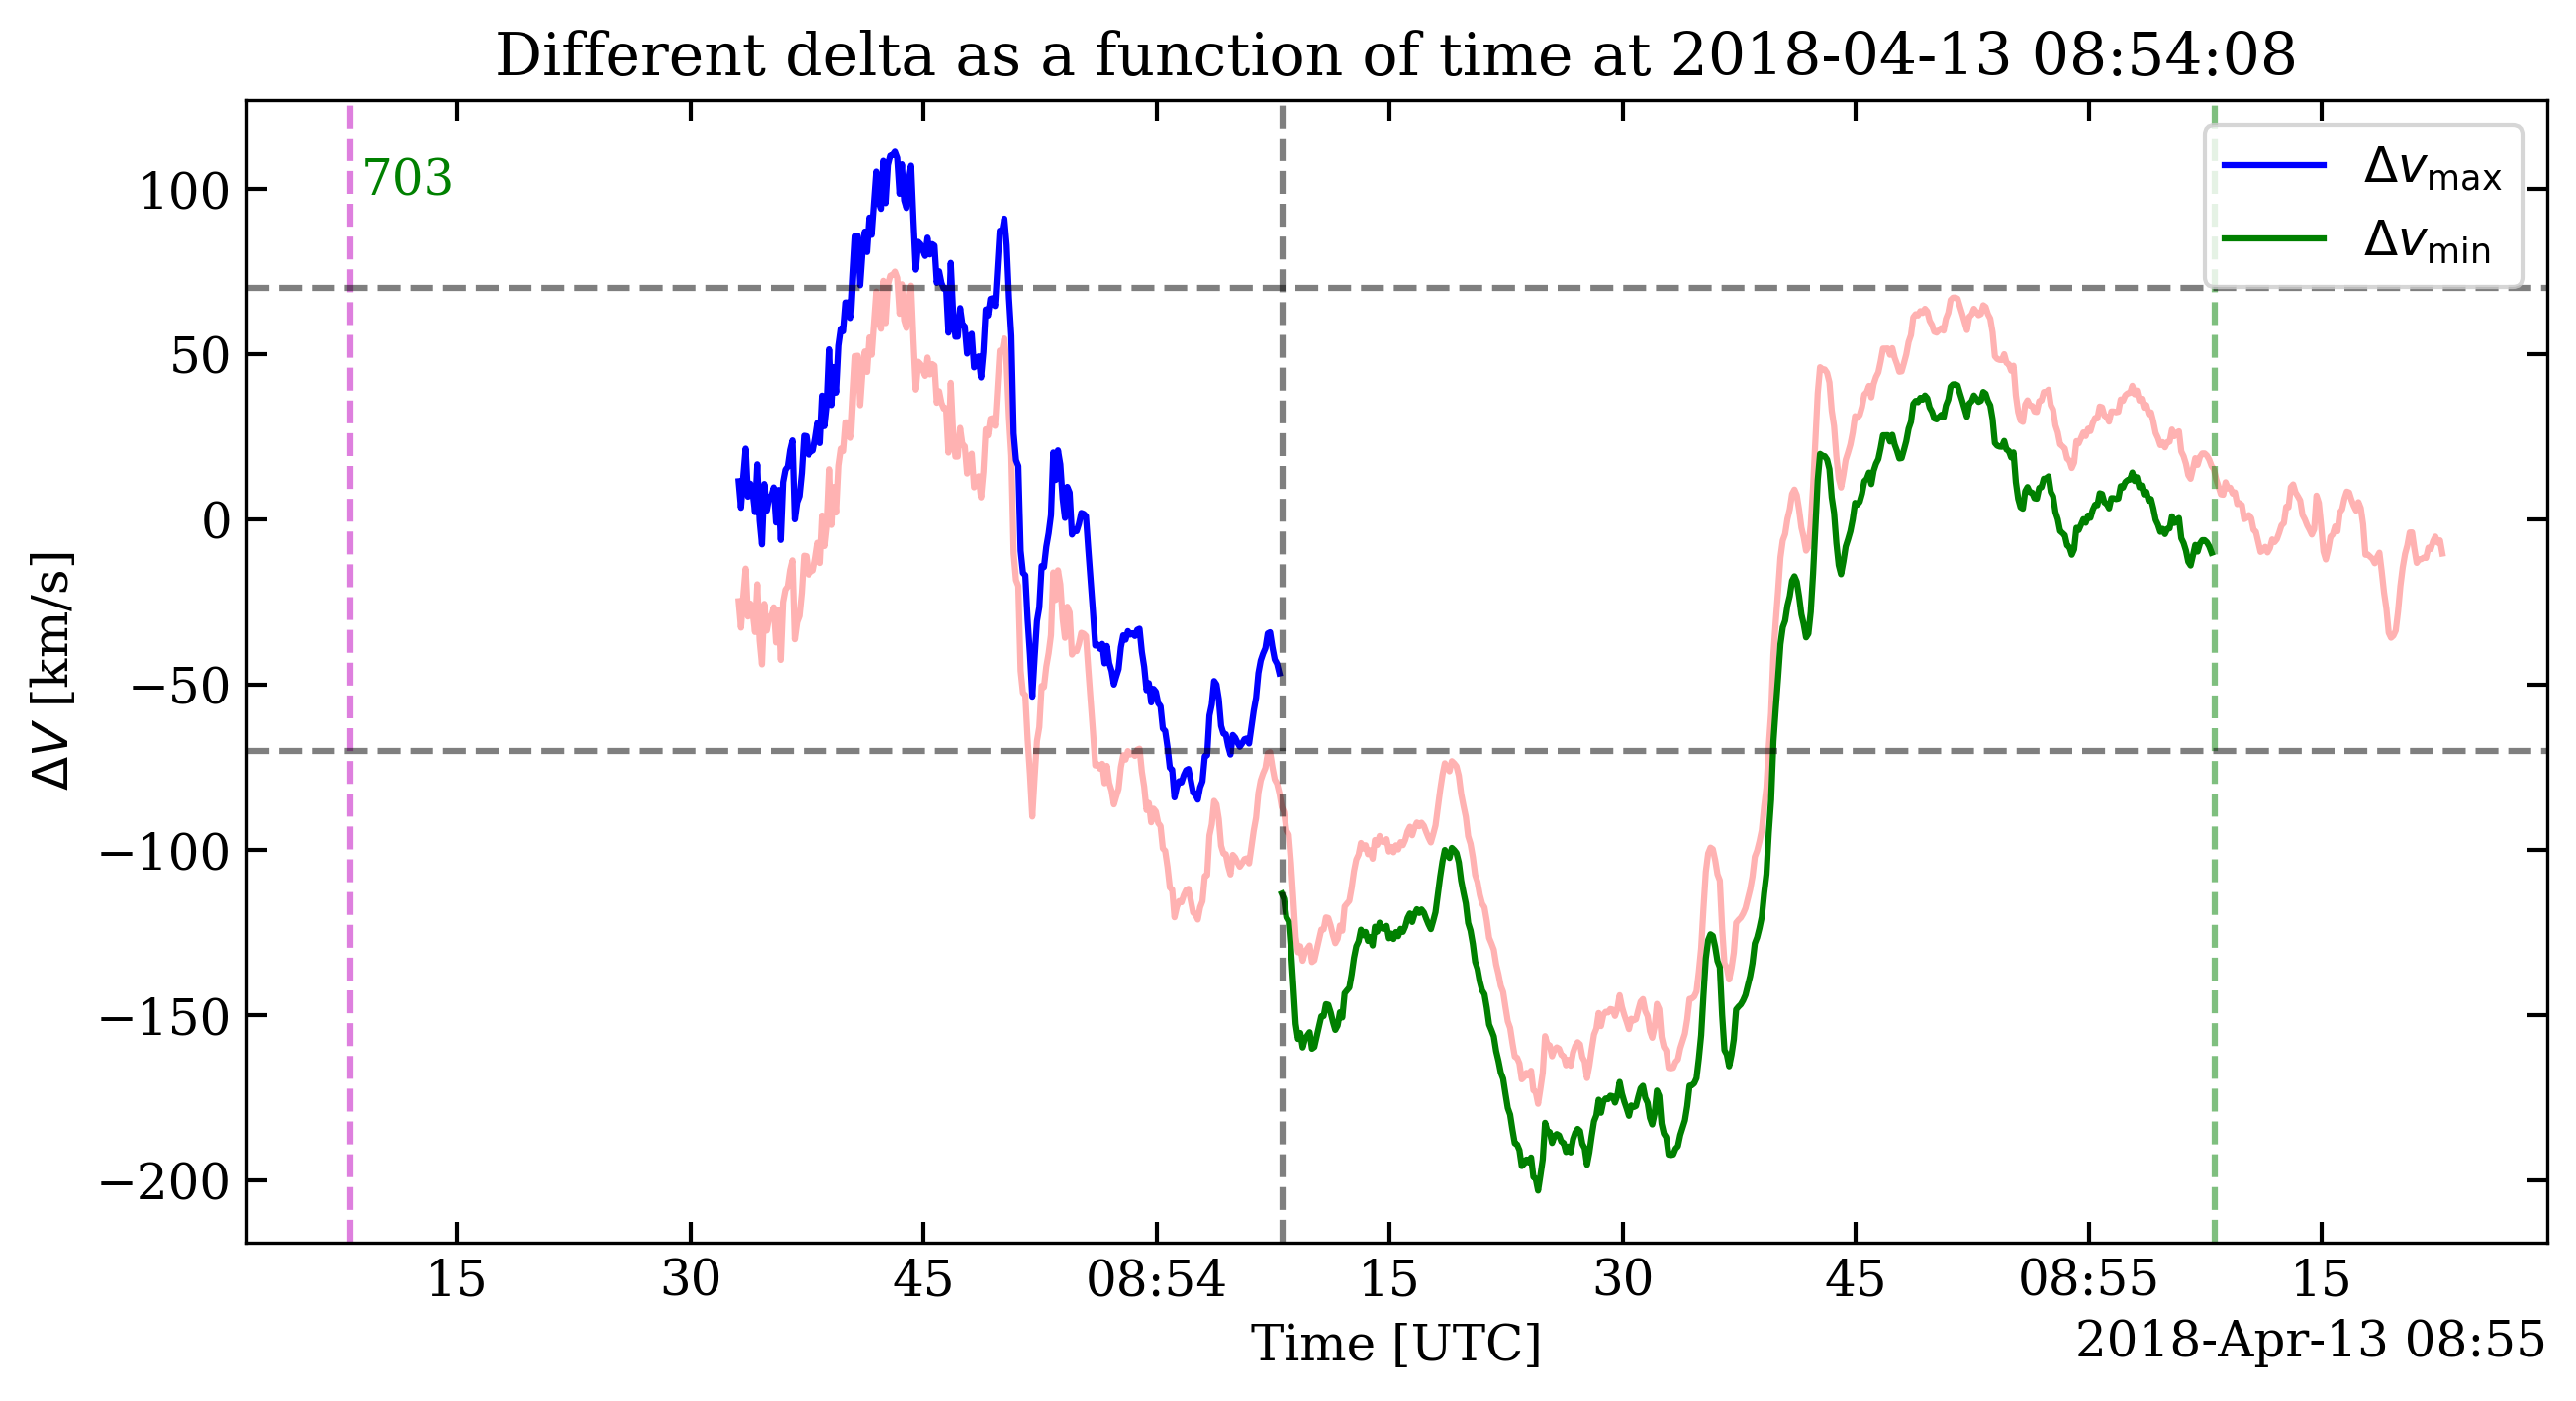 Different delta as a function of time at 2018-04-13 08:54:08
703
Δv_max
Δv_min
100
50
0
−50
−100
−150
−200
ΔV [km/s]
15 30 45 08:54 15 30 45 08:55 15
Time [UTC]
2018-Apr-13 08:55